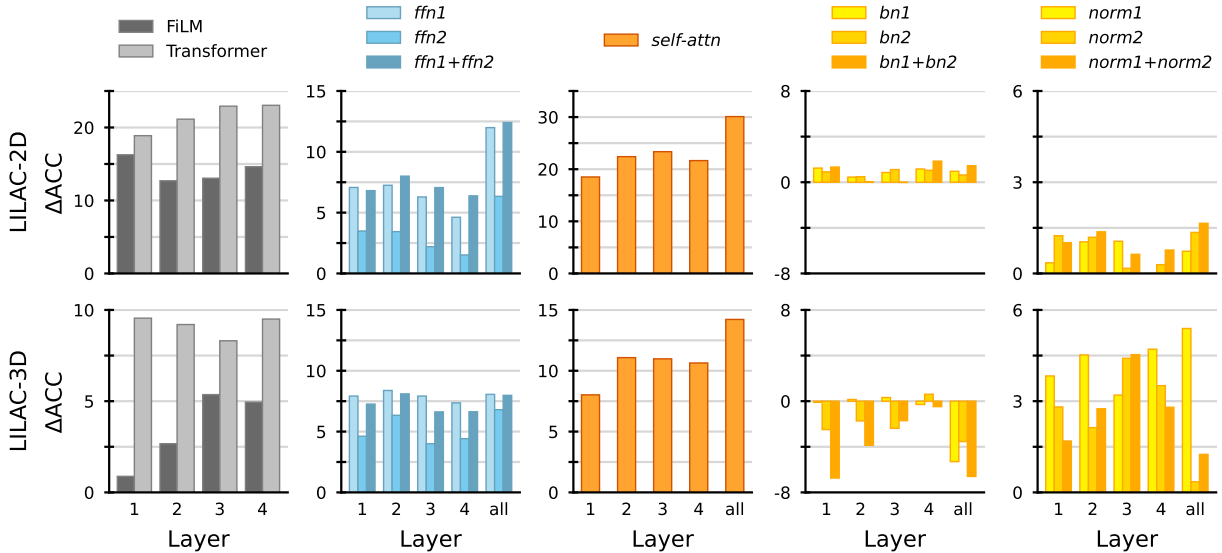 FiLM
Transformer
ffn1
ffn2
ffn1+ffn2
self-attn
bn1
bn2
bn1+bn2
norm1
norm2
norm1+norm2
LILAC-2D
ΔACC
20
10
0
15
10
5
0
30
20
10
0
8
0
-8
6
3
0
LILAC-3D
ΔACC
10
5
0
15
10
5
0
15
10
5
0
8
0
-8
6
3
0
1 2 3 4
1 2 3 4 all
1 2 3 4 all
1 2 3 4 all
1 2 3 4 all
Layer
Layer
Layer
Layer
Layer